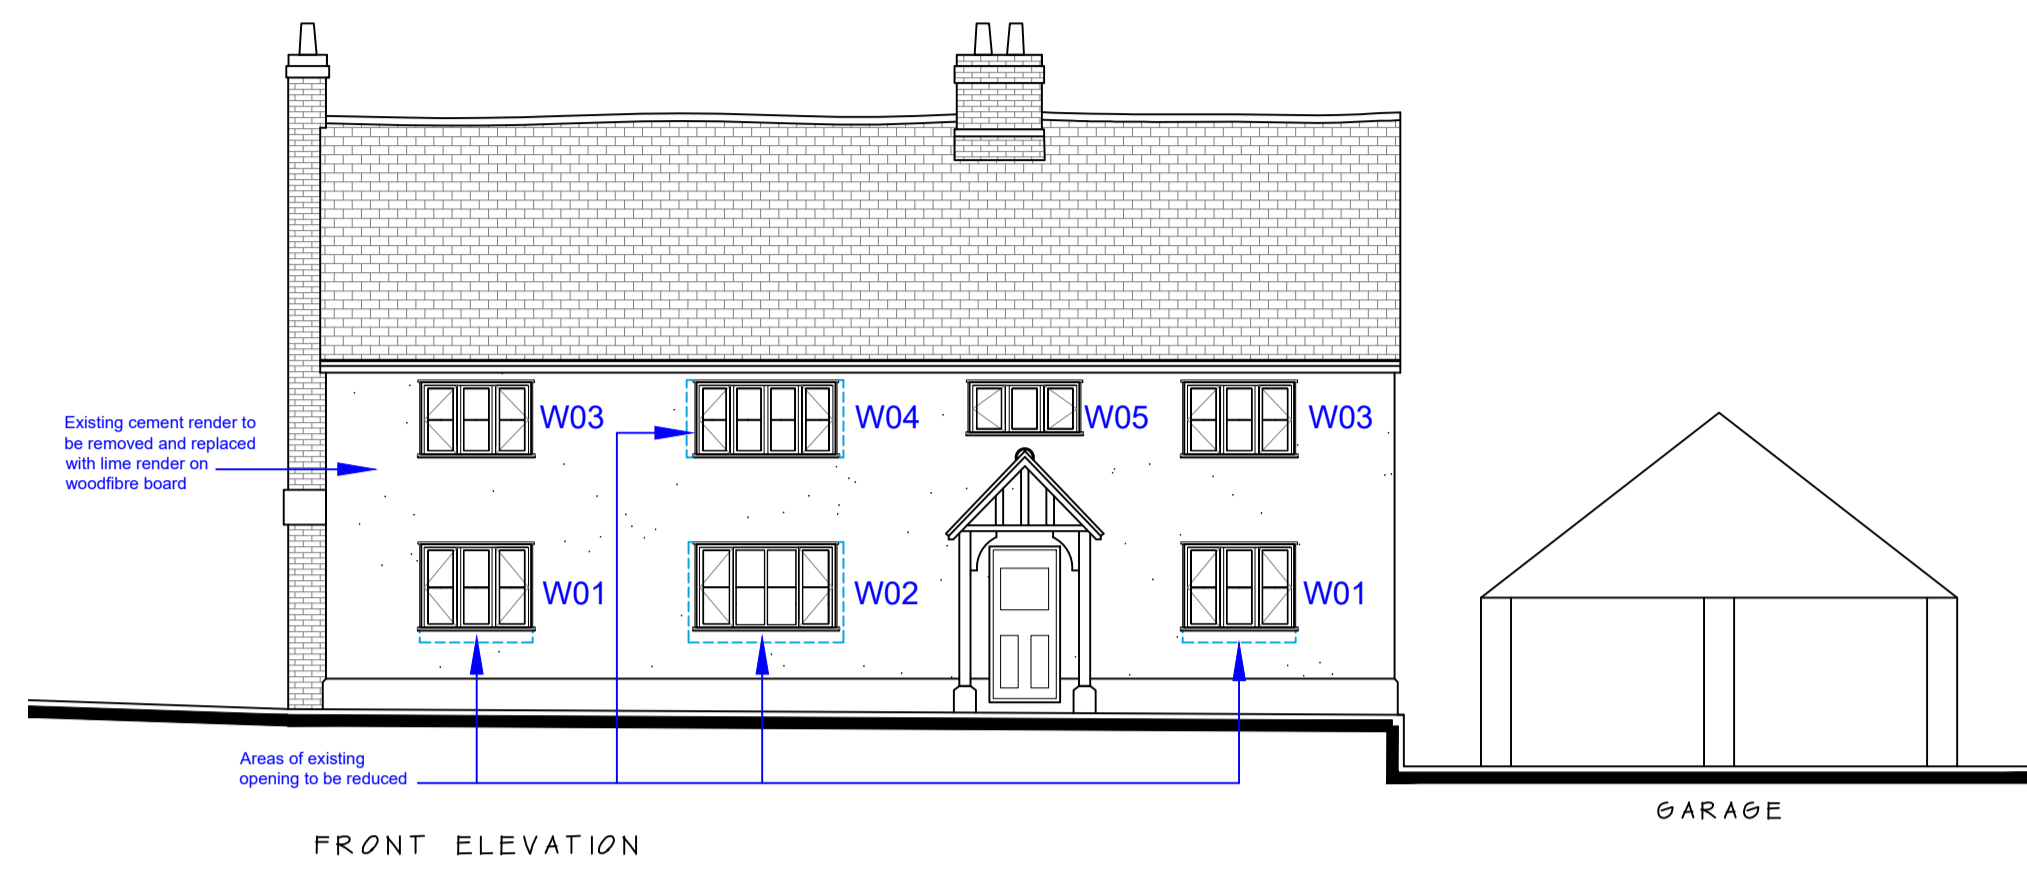 W03
W04
W05
W03
Existing cement render to
be removed and replaced
with lime render on
woodfibre board
W01
W02
W01
Areas of existing
opening to be reduced
GARAGE
FRONT ELEVATION